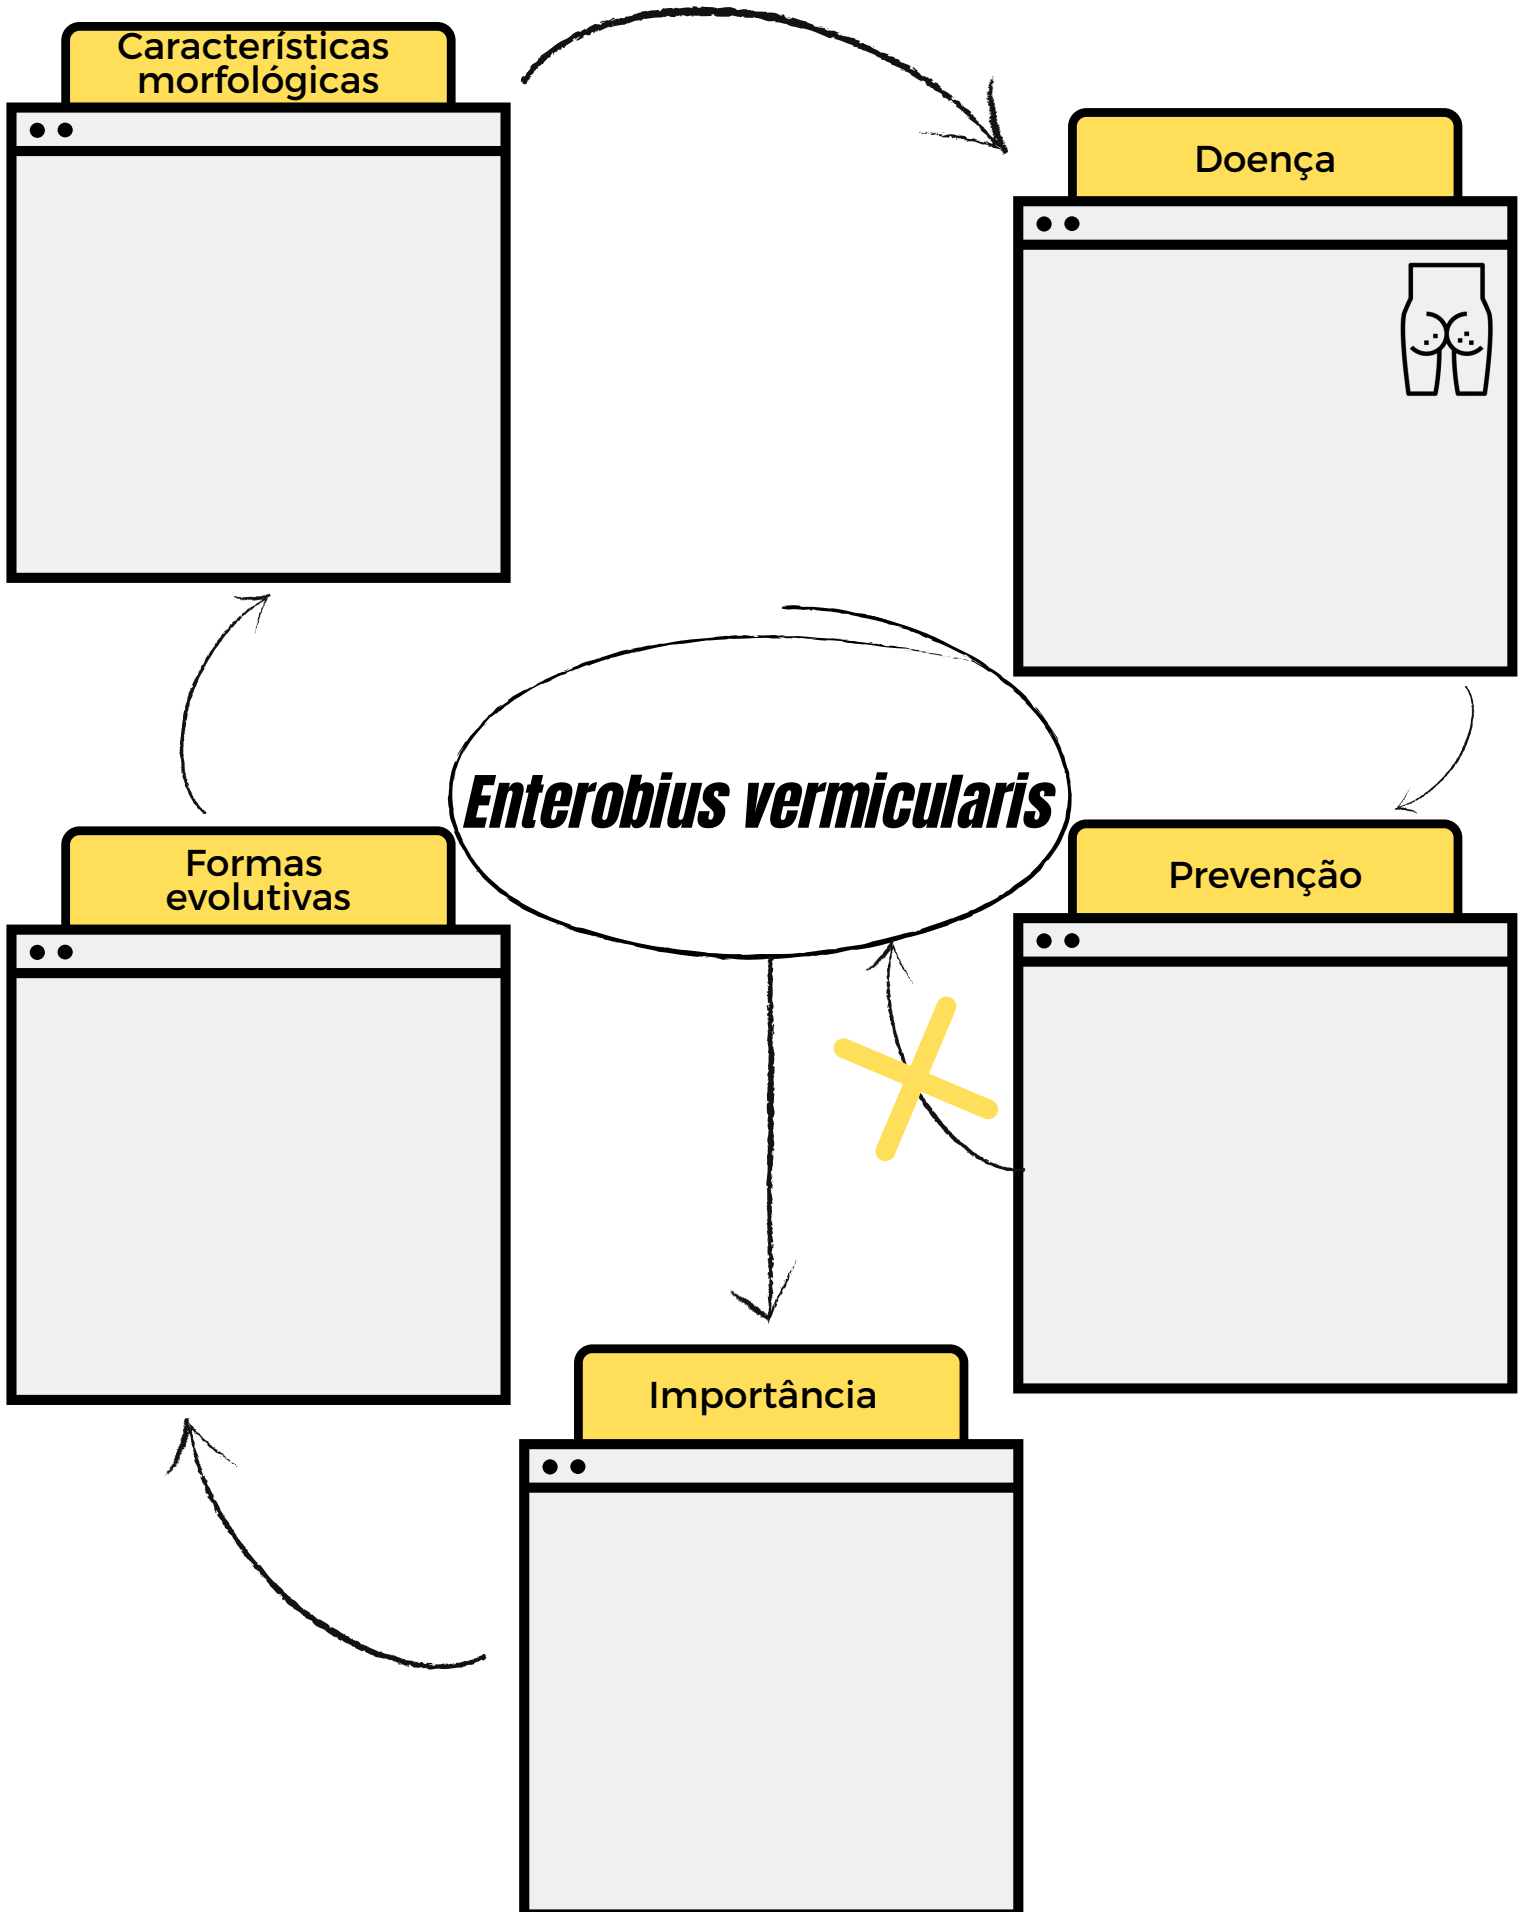 Características
morfológicas
Doença
Enterobius vermicularis
Formas
evolutivas
Prevenção
Importância